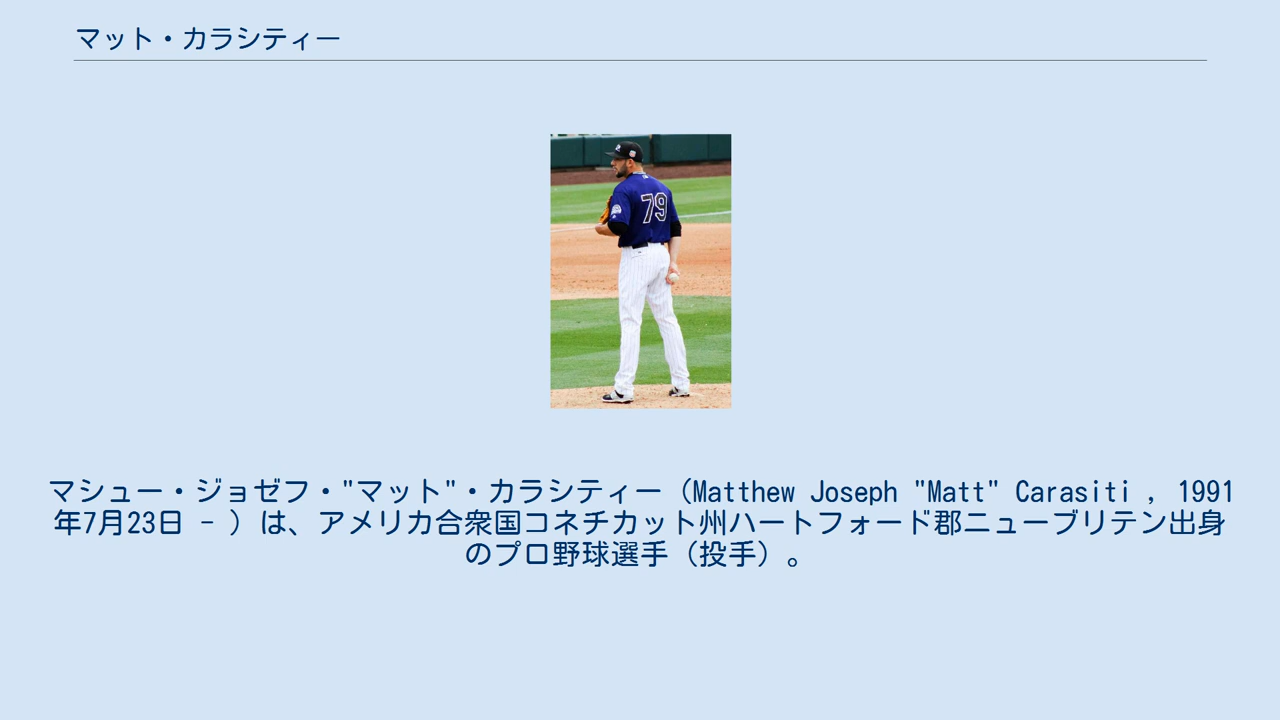 マット・カラシティー
79
マシュー・ジョゼフ・"マット"・カラシティー（Matthew Joseph "Matt" Carasiti , 1991
年7月23日 - ）は、アメリカ合衆国コネチカット州ハートフォード郡ニューブリテン出身
のプロ野球選手（投手）。